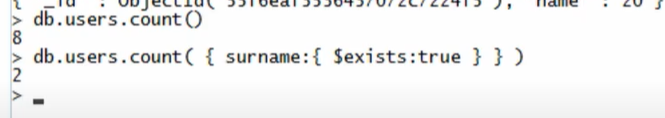 > db.users.count()
8
> db.users.count( { surname:{ $exists:true } } )
2
>